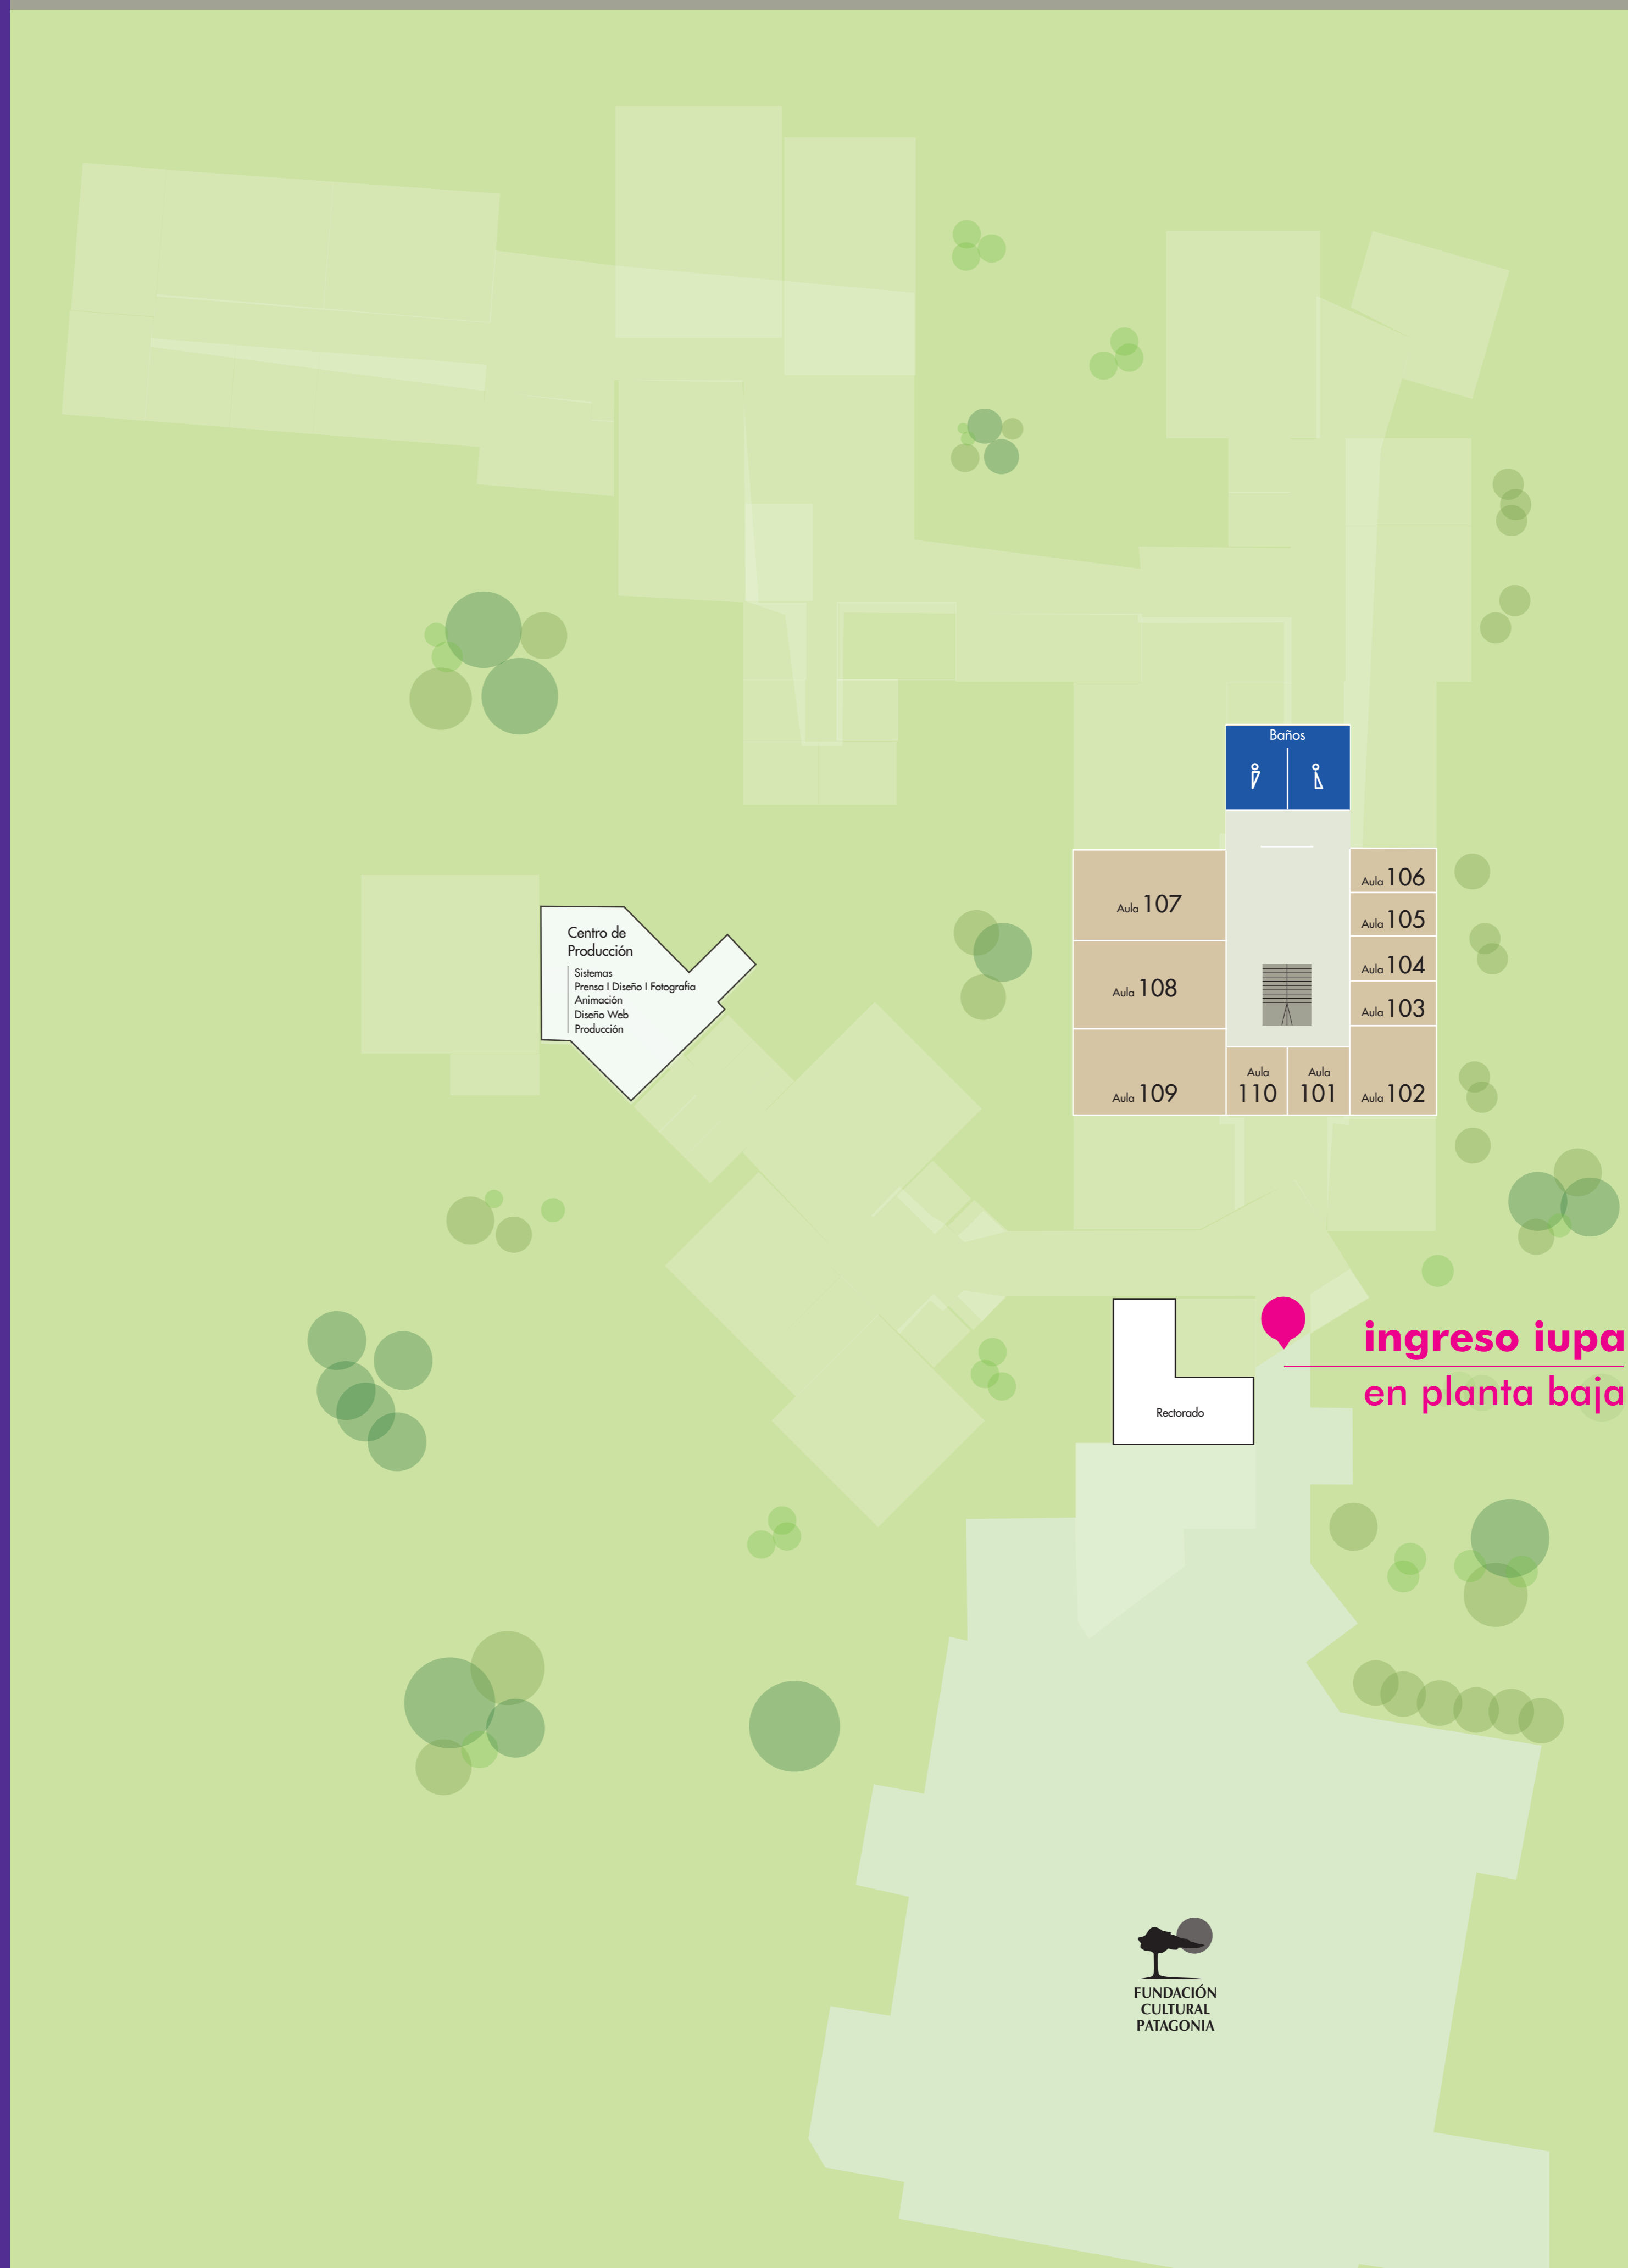 Baños
Aula 107
Aula 108
Aula 109
Aula 106
Aula 105
Aula 104
Aula 103
Aula 102
Aula
110
Aula
101
Centro de
Producción
Sistemas
Prensa I Diseño I Fotografía
Animación
Diseño Web
Producción
ingreso iupa
en planta baja
Rectorado
FUNDACIÓN
CULTURAL
PATAGONIA